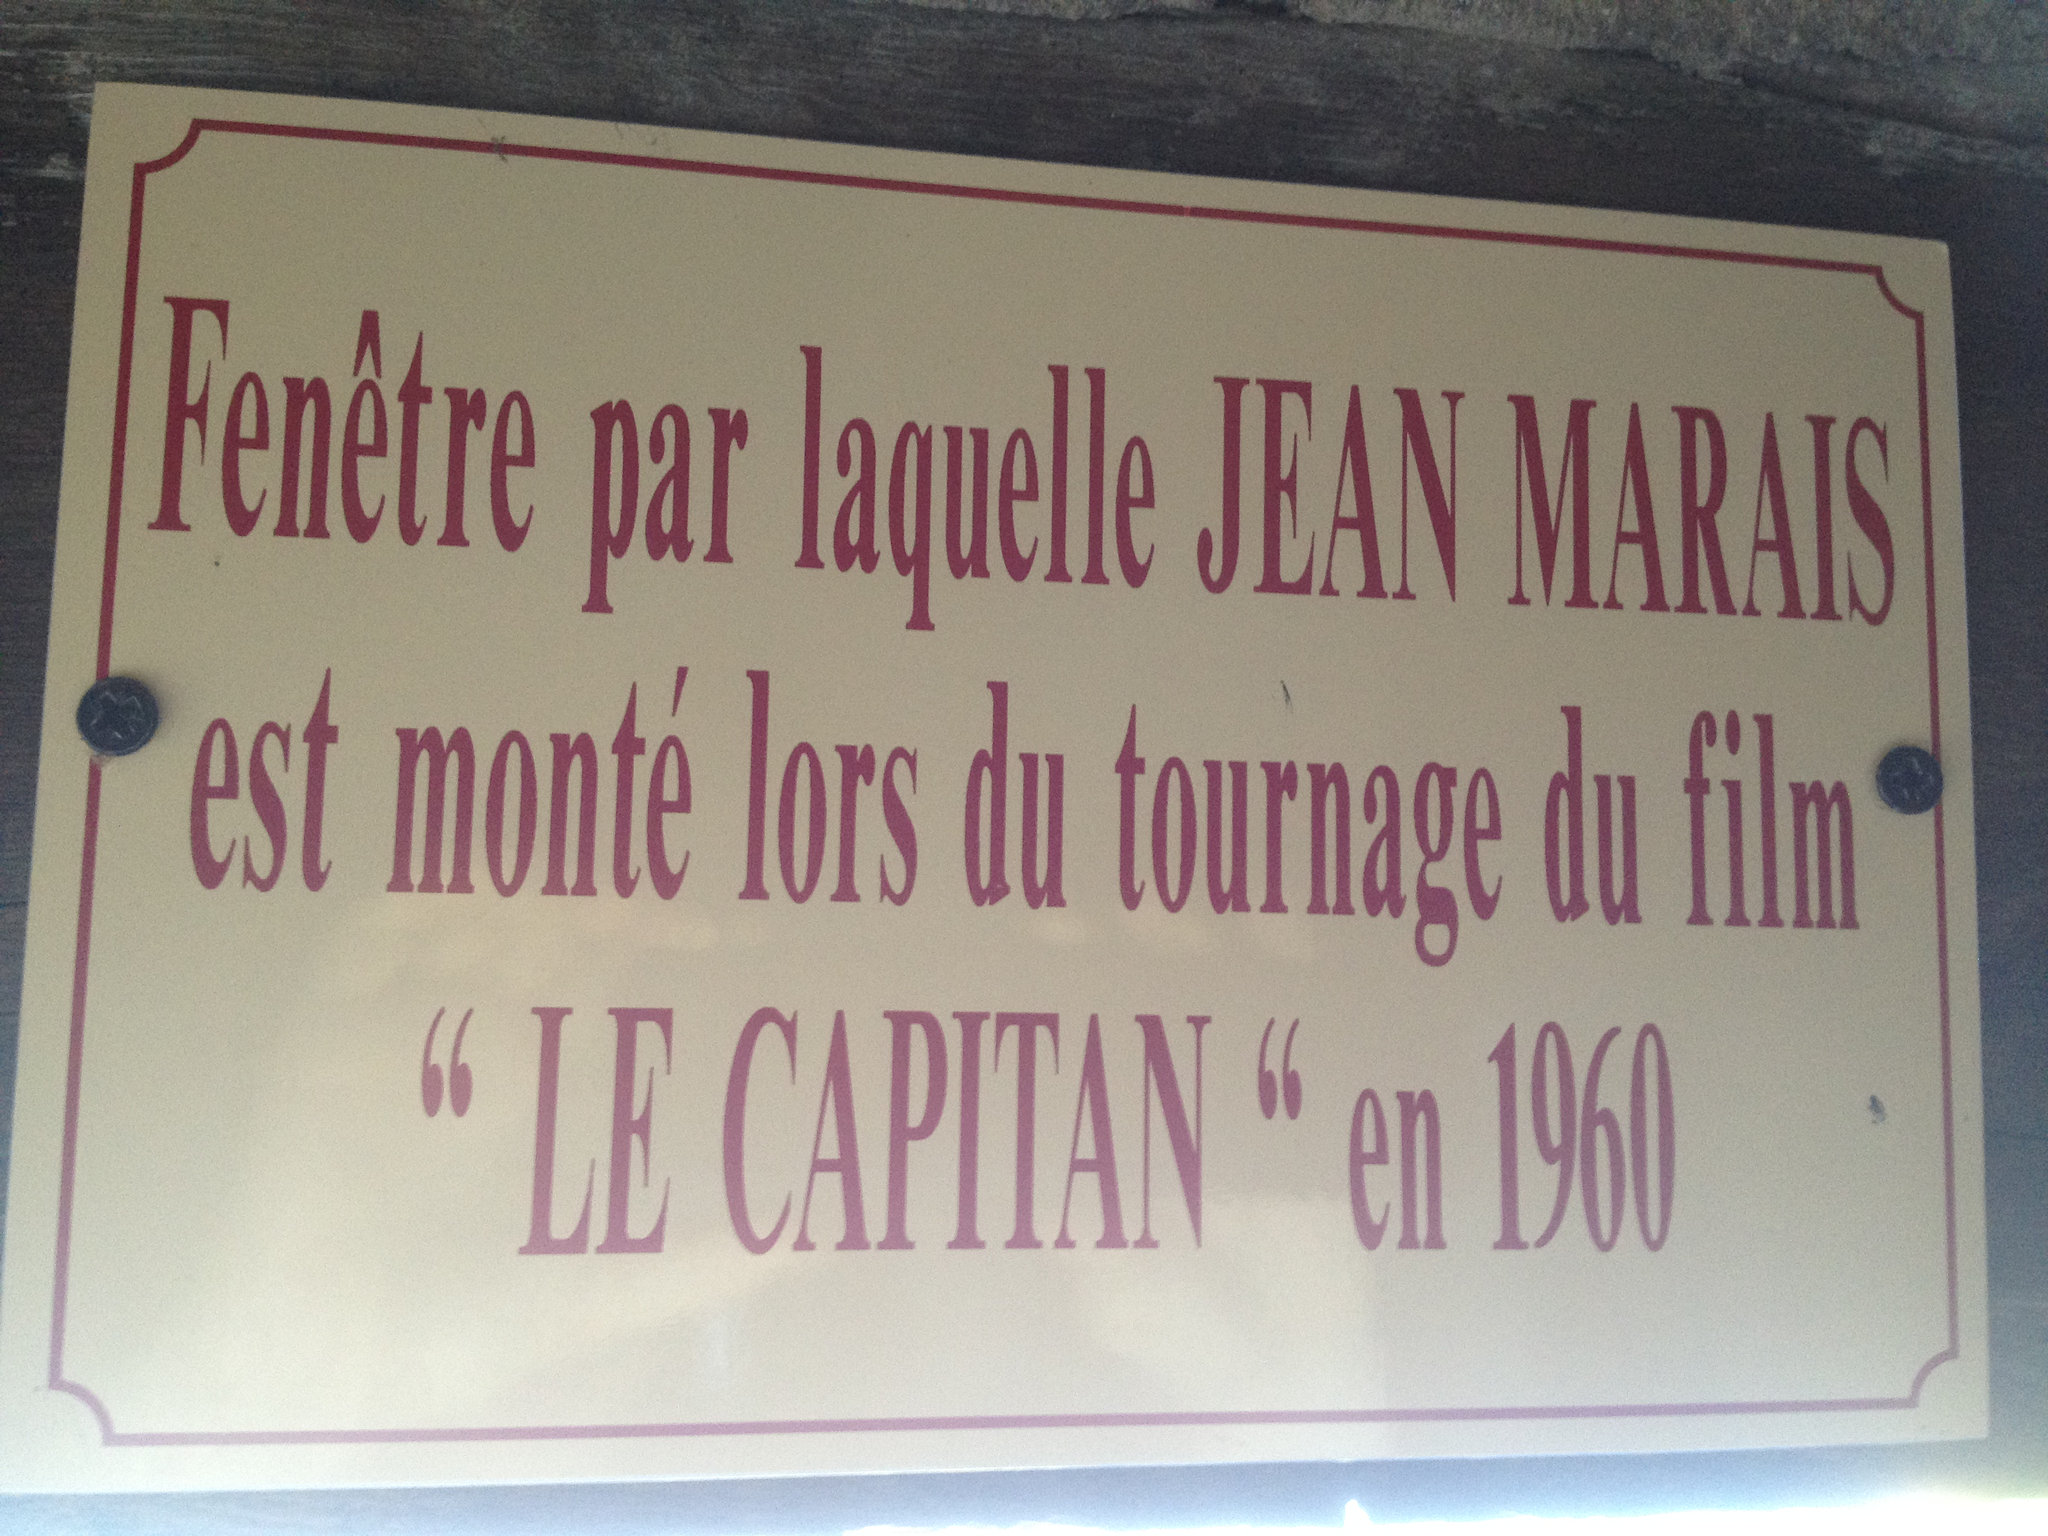 Fenêtre par laquelle JEAN MARAIS
est monté lors du tournage du film
“ LE CAPITAN “ en 1960